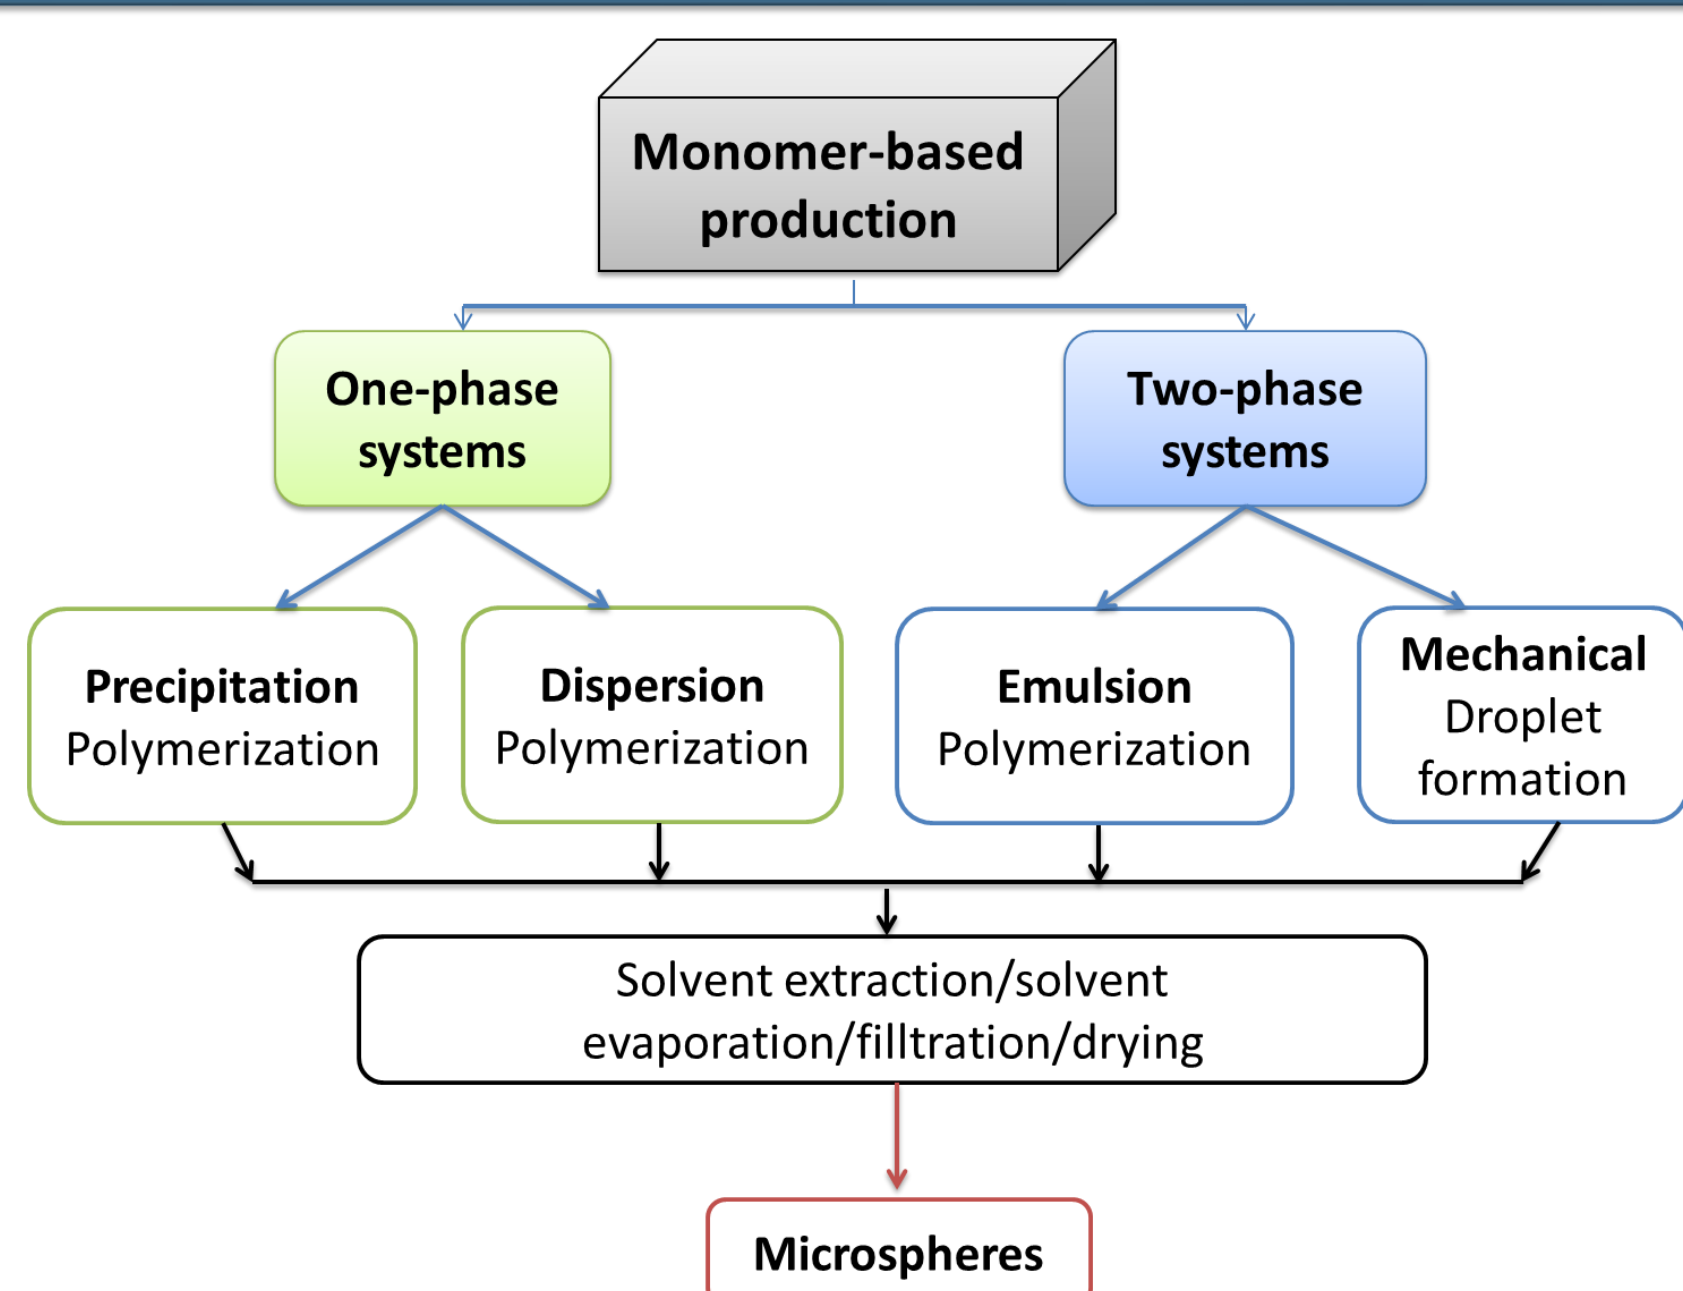 Monomer-based
production
One-phase
systems
Two-phase
systems
Precipitation
Polymerization
Dispersion
Polymerization
Emulsion
Polymerization
Mechanical
Droplet
formation
Solvent extraction/solvent
evaporation/filltration/drying
Microspheres